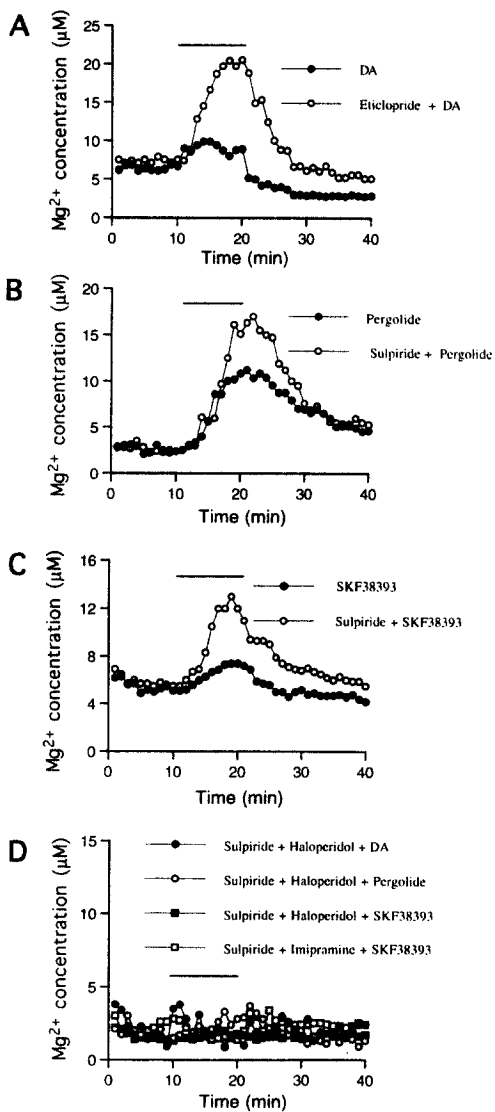 A
Mg2+ concentration (μM)
25
20
15
10
5
0
DA
Eticlopride + DA
0 10 20 30 40
Time (min)
B
Mg2+ concentration (μM)
20
15
10
5
0
Pergolide
Sulpiride + Pergolide
0 10 20 30 40
Time (min)
C
Mg2+ concentration (μM)
16
12
8
4
0
SKF38393
Sulpiride + SKF38393
0 10 20 30 40
Time (min)
D
Mg2+ concentration (μM)
15
10
5
0
Sulpiride + Haloperidol + DA
Sulpiride + Haloperidol + Pergolide
Sulpiride + Haloperidol + SKF38393
Sulpiride + Imipramine + SKF38393
0 10 20 30 40
Time (min)